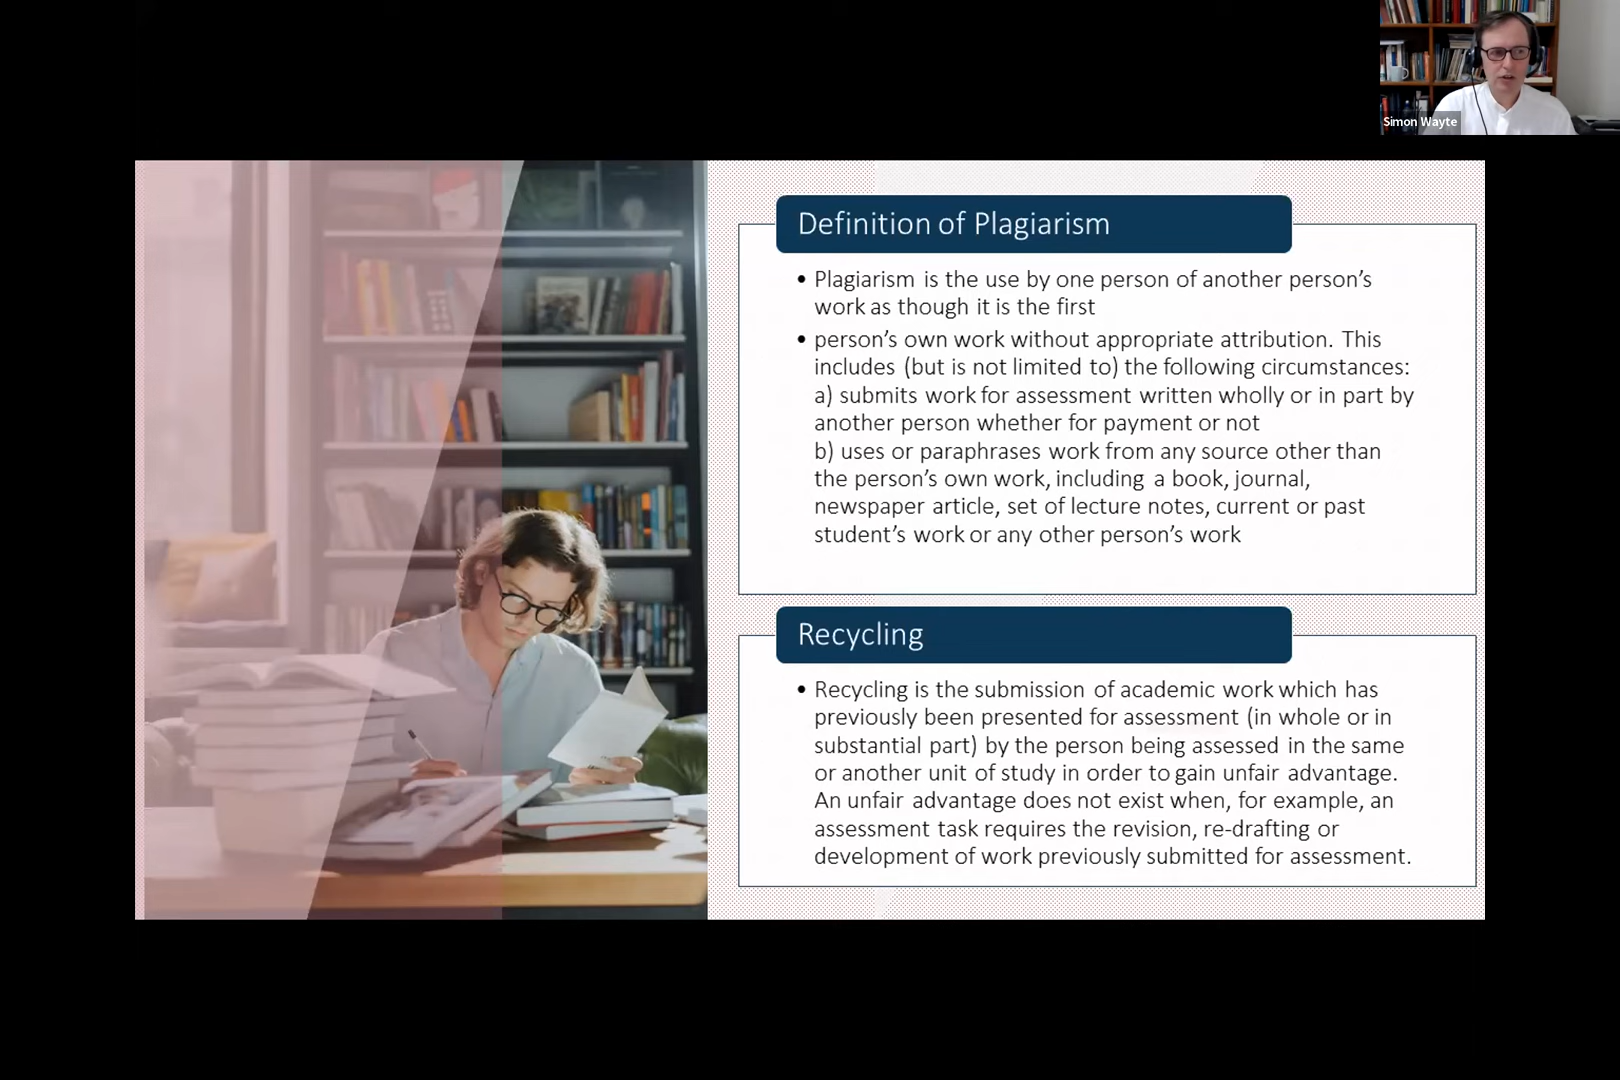 Simon Wayte
Definition of Plagiarism
• Plagiarism is the use by one person of another person’s
work as though it is the first
• person’s own work without appropriate attribution. This
includes (but is not limited to) the following circumstances:
a) submits work for assessment written wholly or in part by
another person whether for payment or not
b) uses or paraphrases work from any source other than
the person’s own work, including a book, journal,
newspaper article, set of lecture notes, current or past
student’s work or any other person’s work
Recycling
• Recycling is the submission of academic work which has
previously been presented for assessment (in whole or in
substantial part) by the person being assessed in the same
or another unit of study in order to gain unfair advantage.
An unfair advantage does not exist when, for example, an
assessment task requires the revision, re-drafting or
development of work previously submitted for assessment.